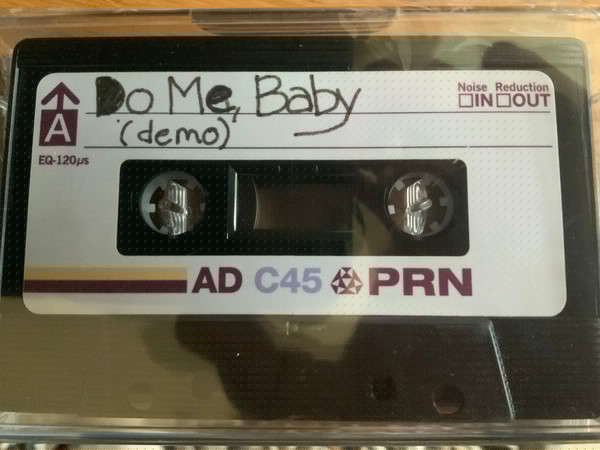 Do Me, Baby
(demo)
Noise Reduction
IN OUT
A
EQ-120µs
AD C45 PRN